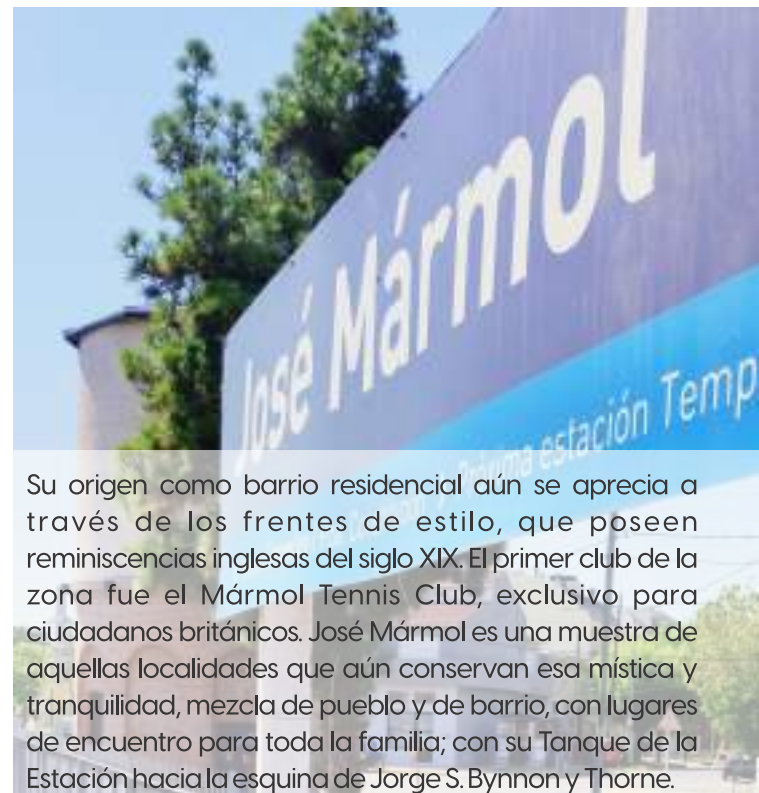 José Mármol
Próxima estación Temp
Su origen como barrio residencial aún se aprecia a
través de los frentes de estilo, que poseen
reminiscencias inglesas del siglo XIX. El primer club de la
zona fue el Mármol Tennis Club, exclusivo para
ciudadanos británicos. José Mármol es una muestra de
aquellas localidades que aún conservan esa mística y
tranquilidad, mezcla de pueblo y de barrio, con lugares
de encuentro para toda la familia; con su Tanque de la
Estación hacia la esquina de Jorge S. Bynnon y Thorne.